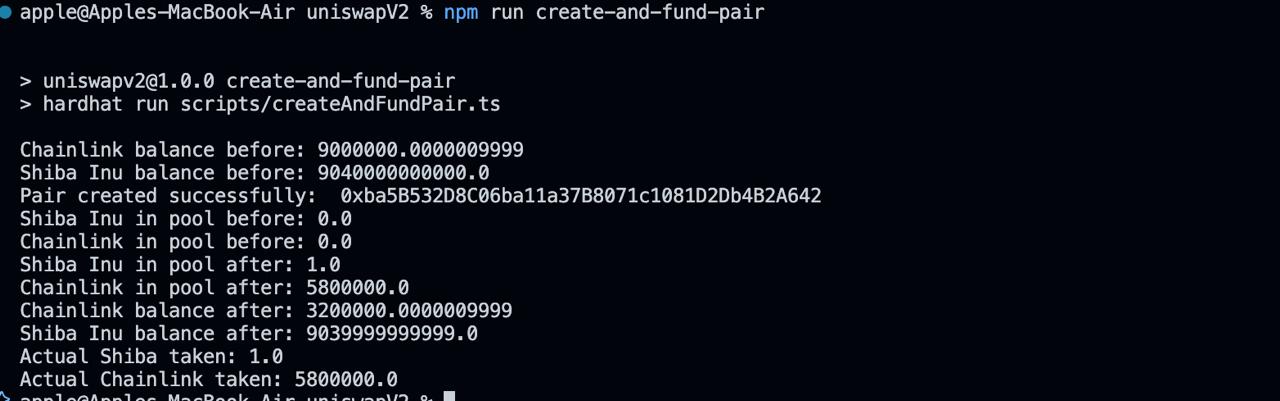 apple@Apples-MacBook-Air uniswapV2 % npm run create-and-fund-pair
> uniswapv2@1.0.0 create-and-fund-pair
> hardhat run scripts/createAndFundPair.ts
Chainlink balance before: 9000000.0000009999
Shiba Inu balance before: 9040000000000.0
Pair created successfully:  0xba5B532D8C06ba11a37B8071c1081D2Db4B2A642
Shiba Inu in pool before: 0.0
Chainlink in pool before: 0.0
Shiba Inu in pool after: 1.0
Chainlink in pool after: 5800000.0
Chainlink balance after: 3200000.0000009999
Shiba Inu balance after: 9039999999999.0
Actual Shiba taken: 1.0
Actual Chainlink taken: 5800000.0
apple@Apples-MacBook-Air uniswapV2 %